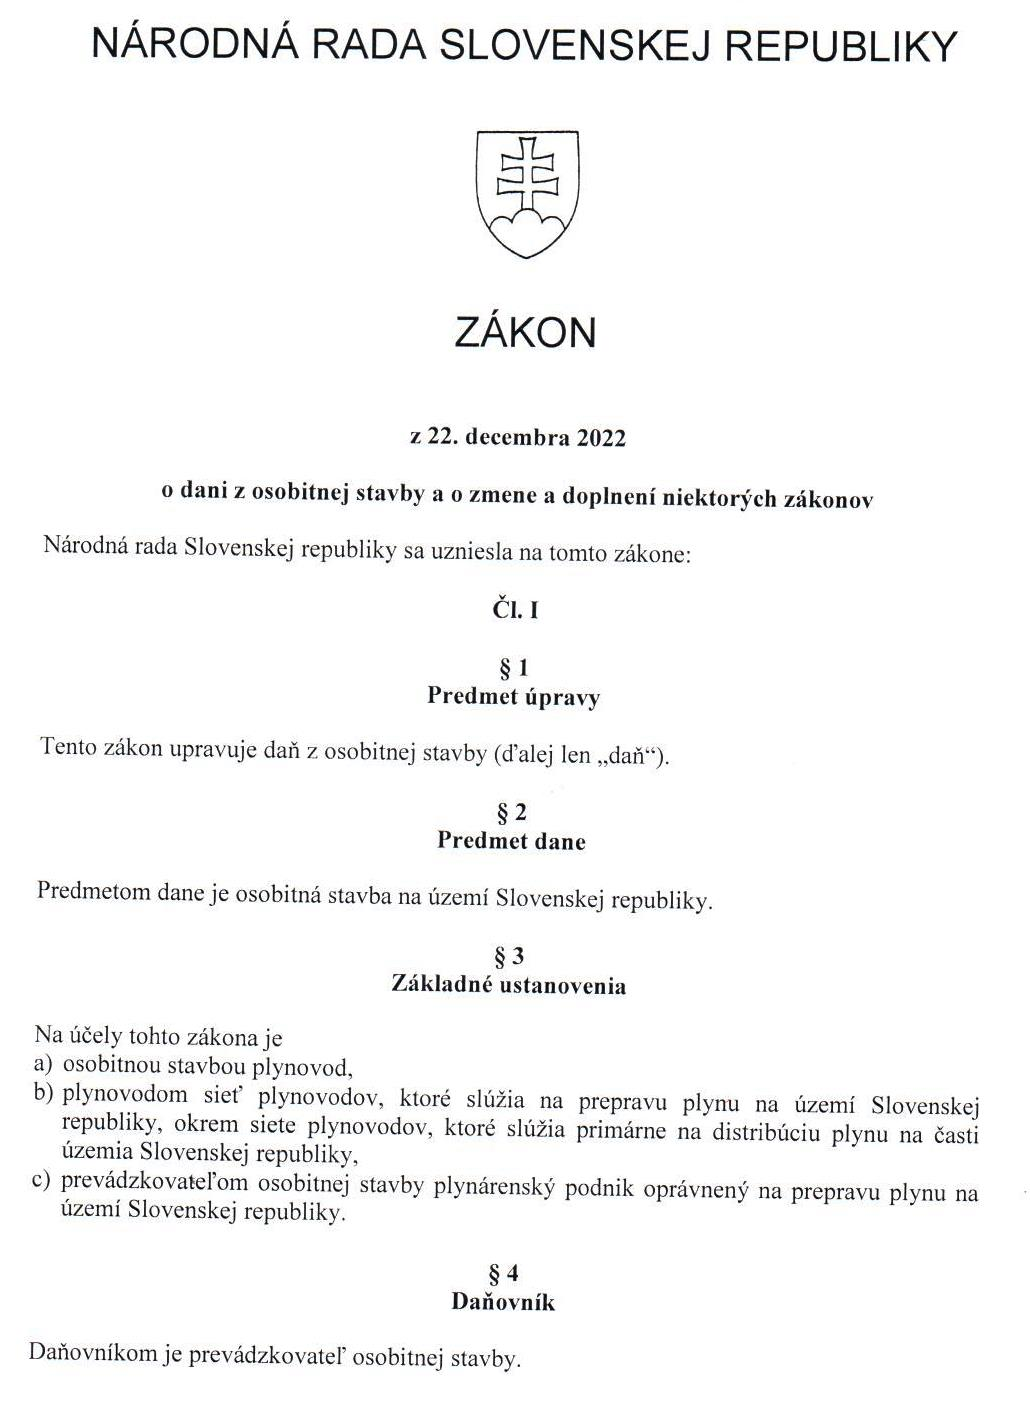 NÁRODNÁ RADA SLOVENSKEJ REPUBLIKY
ZÁKON
z 22. decembra 2022
o dani z osobitnej stavby a o zmene a doplnení niektorých zákonov
Národná rada Slovenskej republiky sa uzniesla na tomto zákone:
Čl. I
§ 1
Predmet úpravy
Tento zákon upravuje daň z osobitnej stavby (ďalej len „daň“).
§ 2
Predmet dane
Predmetom dane je osobitná stavba na území Slovenskej republiky.
§ 3
Základné ustanovenia
Na účely tohto zákona je
a) osobitnou stavbou plynovod,
b) plynovodom sieť plynovodov, ktoré slúžia na prepravu plynu na území Slovenskej
republiky, okrem siete plynovodov, ktoré slúžia primárne na distribúciu plynu na časti
územia Slovenskej republiky,
c) prevádzkovateľom osobitnej stavby plynárenský podnik oprávnený na prepravu plynu na
území Slovenskej republiky.
§ 4
Daňovník
Daňovníkom je prevádzkovateľ osobitnej stavby.